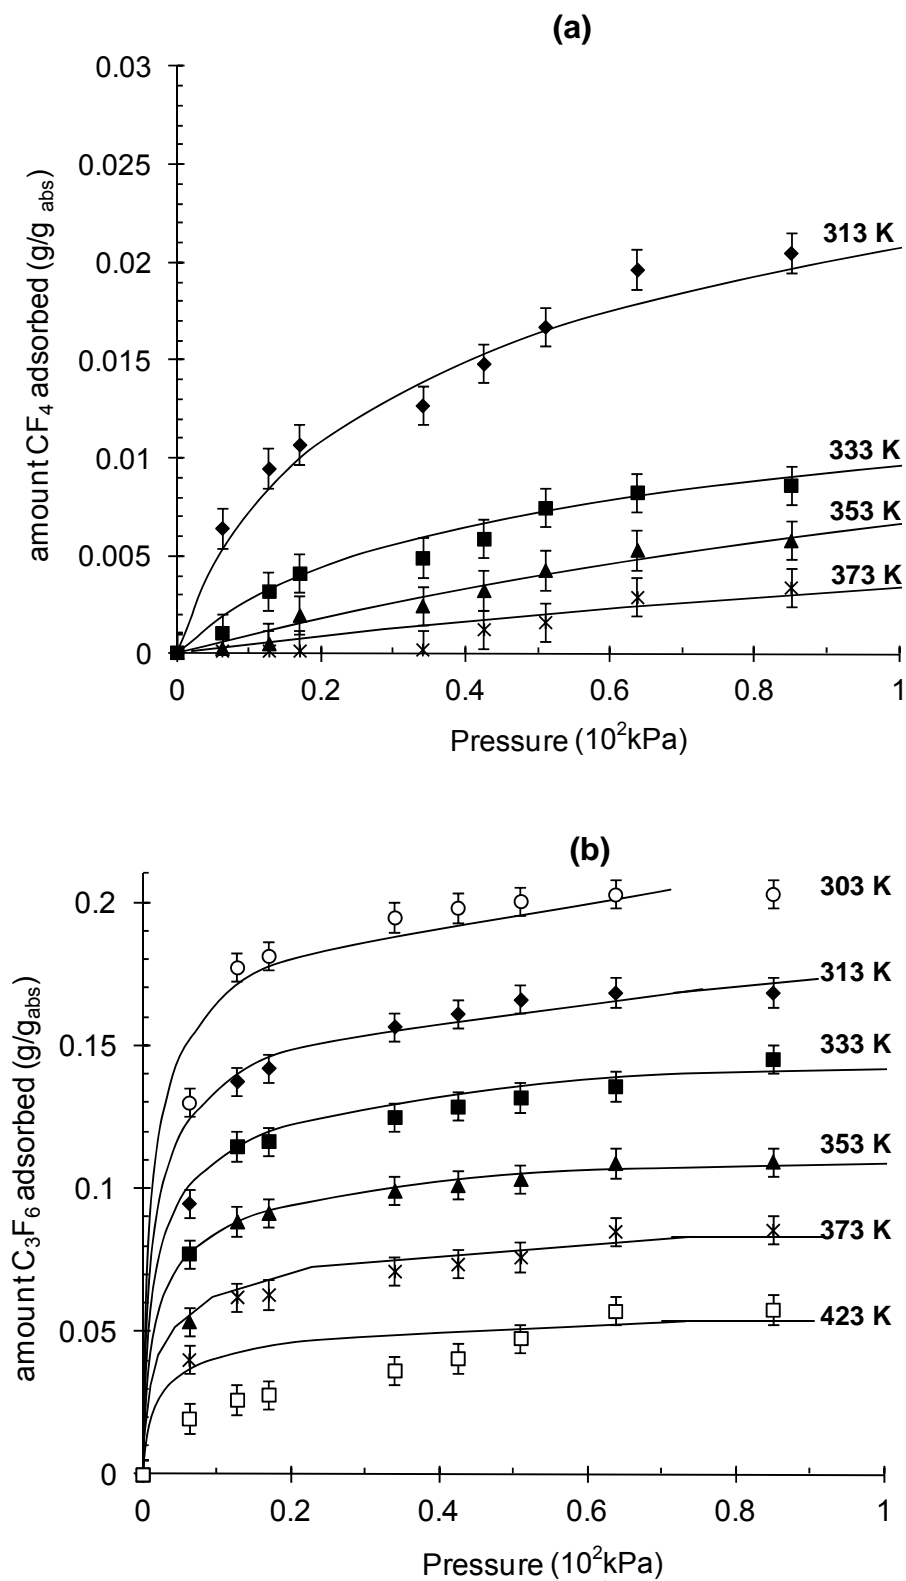 (a)
0.03
0.025
0.02
0.015
0.01
0.005
0
amount CF₄ adsorbed (g/g abs)
313 K
333 K
353 K
373 K
0 0.2 0.4 0.6 0.8 1
Pressure (10²kPa)
(b)
0.2
0.15
0.1
0.05
0
amount C₃F₆ adsorbed (g/gabs)
303 K
313 K
333 K
353 K
373 K
423 K
0 0.2 0.4 0.6 0.8 1
Pressure (10²kPa)